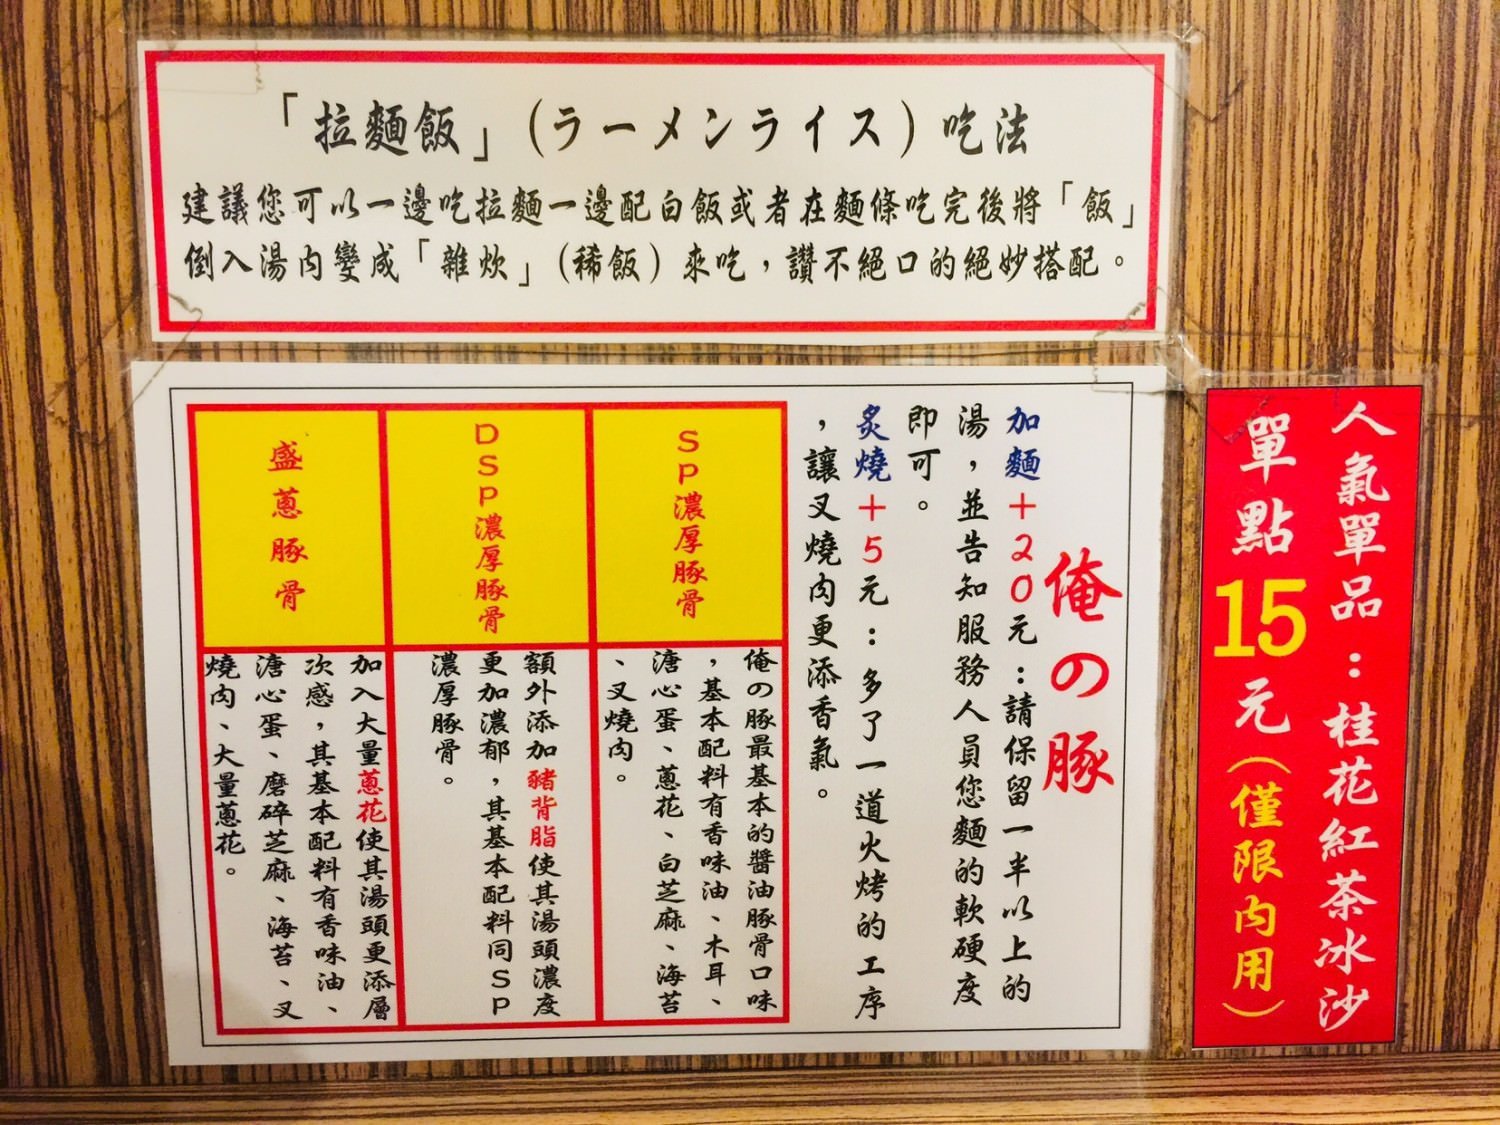 「拉麵飯」(ラーメンライス)吃法
建議您可以一邊吃拉麵一邊配白飯或者在麵條吃完後將「飯」
倒入湯內變成「雜炊」(稀飯)來吃，讚不絕口的絕妙搭配。
人氣單品：桂花紅茶冰沙
單點15元(僅限內用)
俺の豚
加麵＋20元：請保留一半以上的
湯，並告知服務人員您麵的軟硬度
即可。
炙燒＋5元：多了一道火烤的工序
，讓叉燒肉更添香氣。
SP濃厚豚骨
俺の豚最基本的醬油豚骨口味
，基本配料有香味油、木耳、
溏心蛋、蔥花、白芝麻、海苔
、叉燒肉。
DSP濃厚豚骨
額外添加豬背脂使其湯頭濃度
更加濃郁，其基本配料同SP
濃厚豚骨。
盛蔥豚骨
加入大量蔥花使其湯頭更添層
次感，其基本配料有香味油、
溏心蛋、磨碎芝麻、海苔、叉
燒肉、大量蔥花。